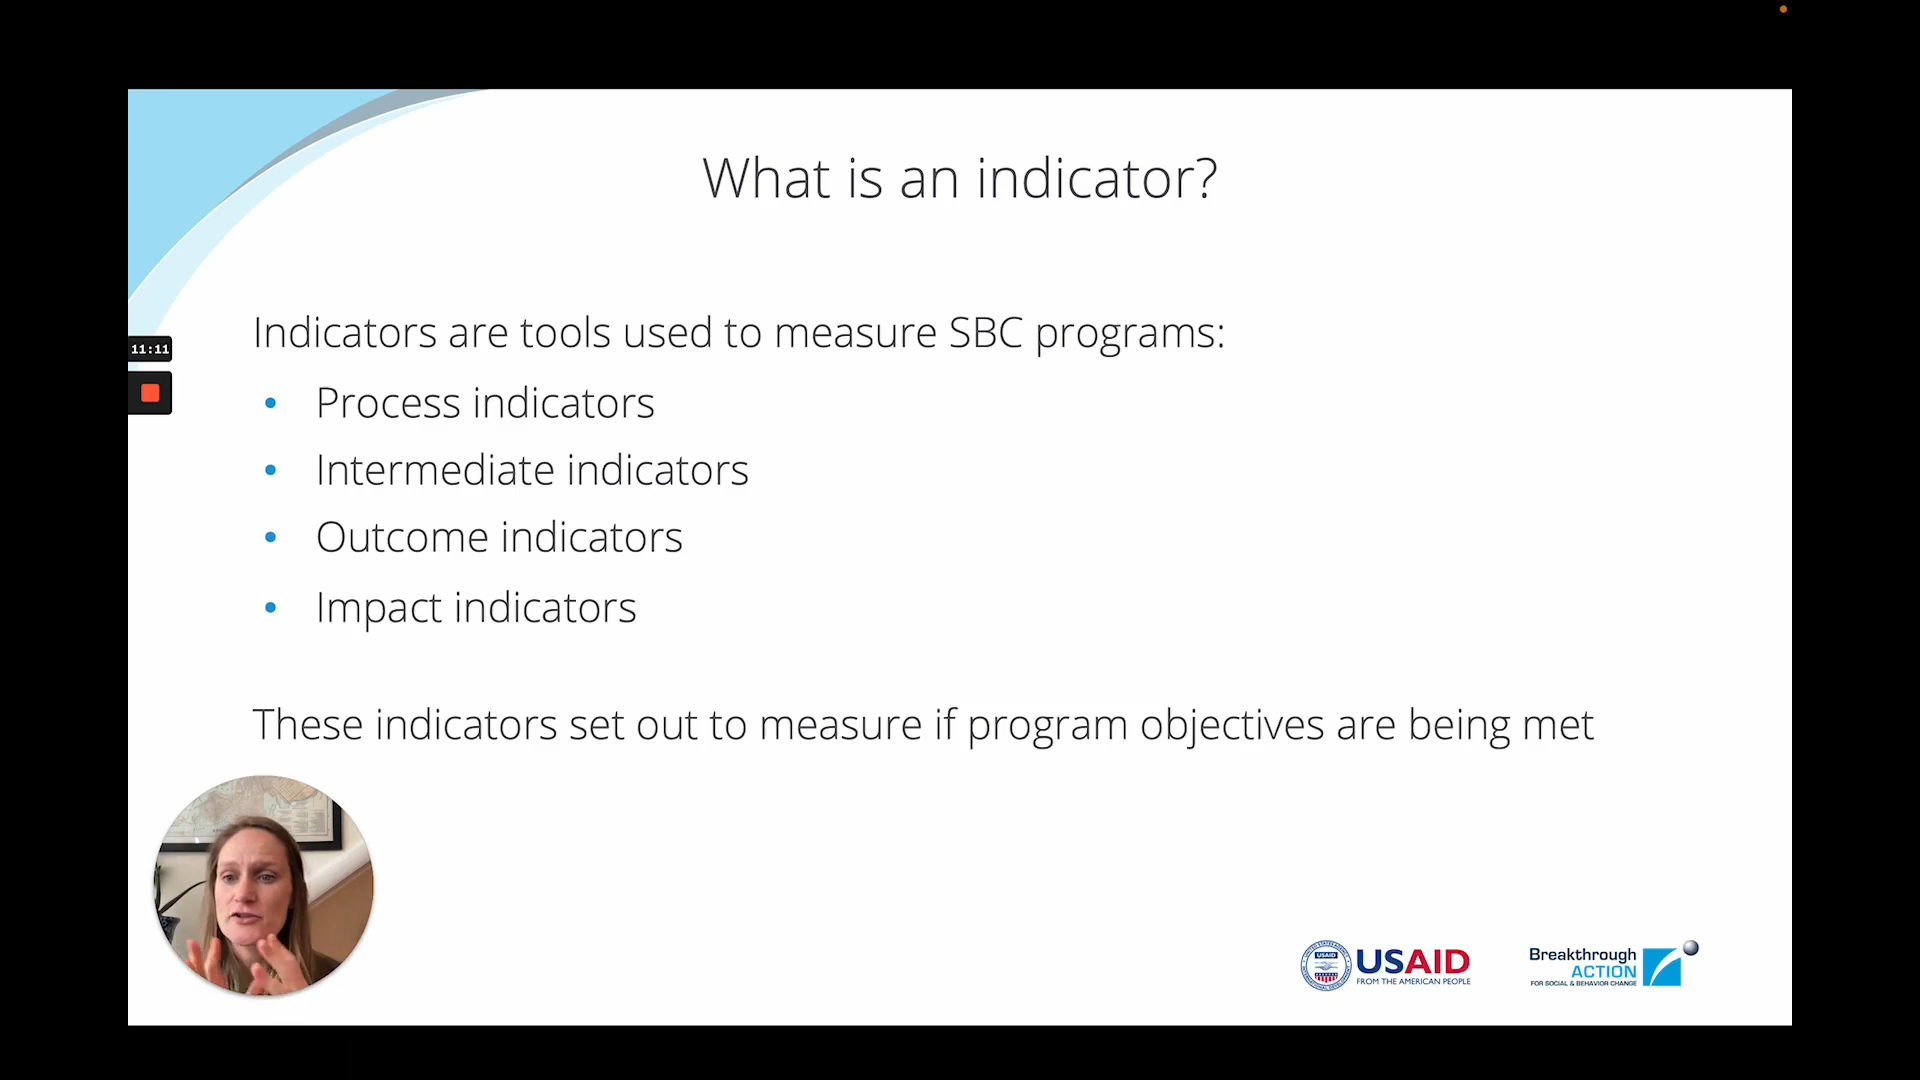 What is an indicator?
Indicators are tools used to measure SBC programs:
11:11
• Process indicators
• Intermediate indicators
• Outcome indicators
• Impact indicators
These indicators set out to measure if program objectives are being met
USAID
USAID
FROM THE AMERICAN PEOPLE
Breakthrough
ACTION
FOR SOCIAL & BEHAVIOR CHANGE